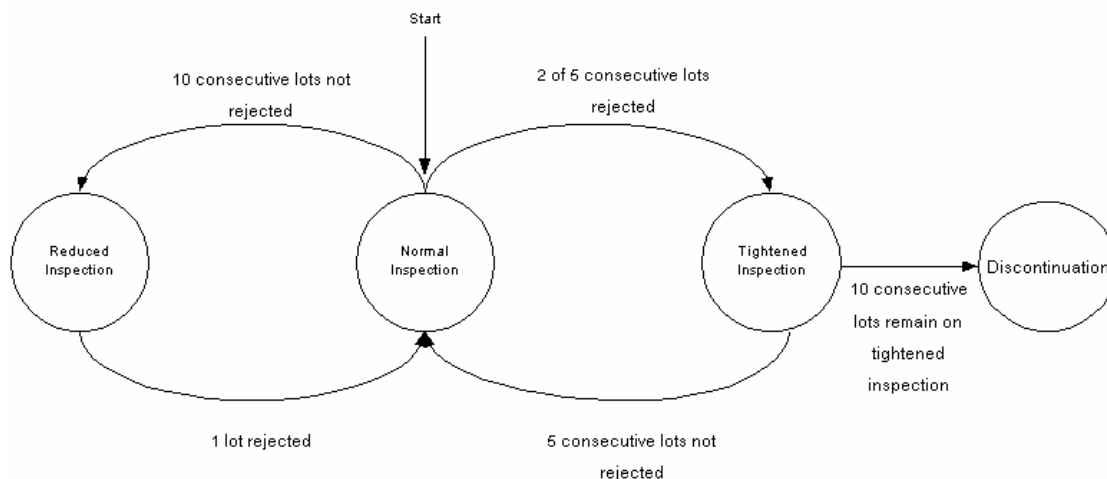 Start
10 consecutive lots not
rejected
2 of 5 consecutive lots
rejected
Reduced
Inspection
Normal
Inspection
Tightened
Inspection
Discontinuation
10 consecutive
lots remain on
tightened
inspection
1 lot rejected
5 consecutive lots not
rejected